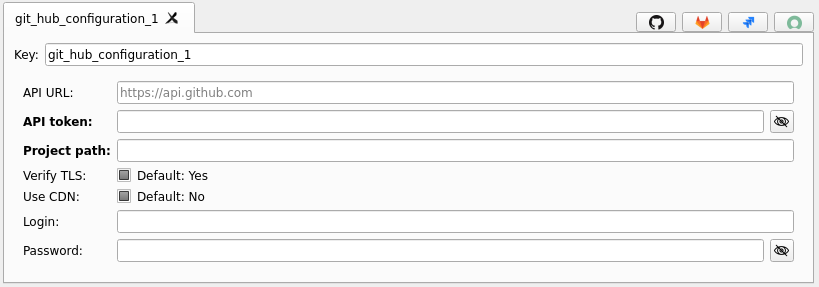 git_hub_configuration_1
Key: git_hub_configuration_1
API URL: https://api.github.com
API token:
Project path:
Verify TLS: Default: Yes
Use CDN: Default: No
Login:
Password: